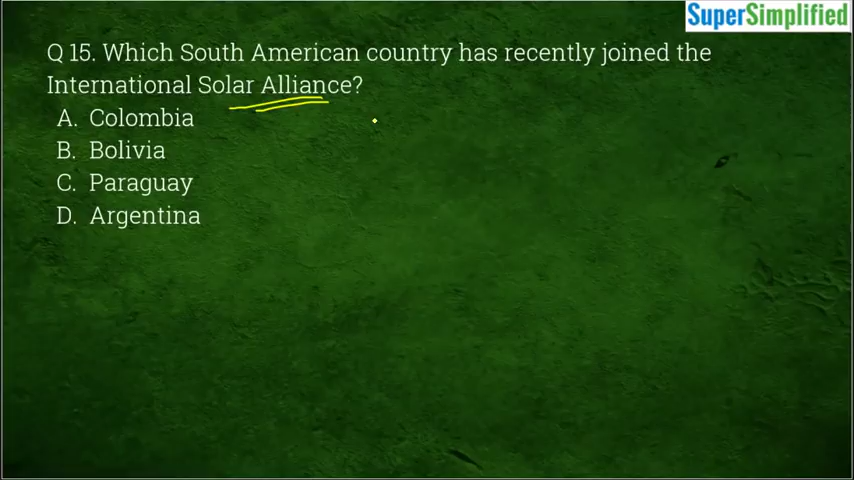 SuperSimplified
Q 15. Which South American country has recently joined the
International Solar Alliance?
A. Colombia
B. Bolivia
C. Paraguay
D. Argentina